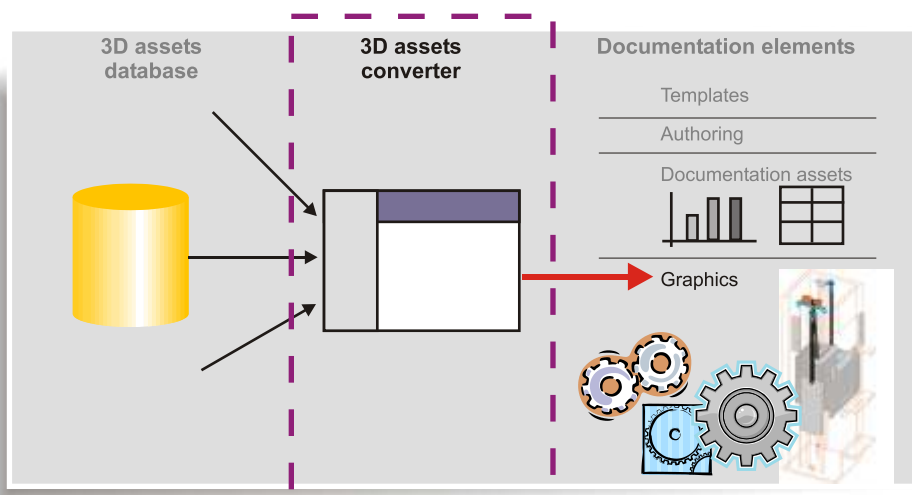 3D assets
database
3D assets
converter
Documentation elements
Templates
Authoring
Documentation assets
Graphics